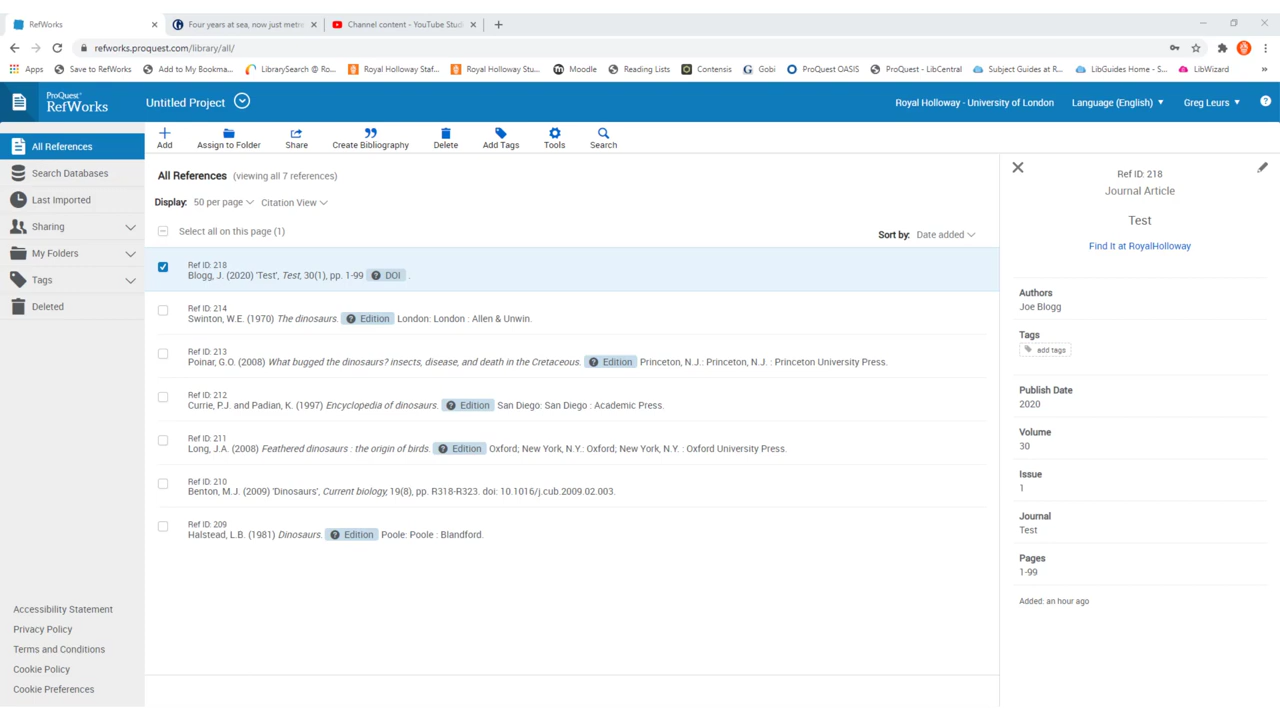 RefWorks
Four years at sea, now just metre
Channel content - YouTube Studi
refworks.proquest.com/library/all/
Apps Save to RefWorks Add to My Bookma... LibrarySearch @ Ro... Royal Holloway Staf... Royal Holloway Stu... Moodle Reading Lists Contensis Gobi ProQuest OASIS ProQuest - LibCentral Subject Guides at R... LibGuides Home - S... LibWizard »
ProQuest®
RefWorks
Untitled Project
Royal Holloway - University of London
Language (English)
Greg Leurs
All References
Search Databases
Last Imported
Sharing
My Folders
Tags
Deleted
Add
Assign to Folder
Share
Create Bibliography
Delete
Add Tags
Tools
Search
All References (viewing all 7 references)
Display: 50 per page Citation View
Select all on this page (1)
Sort by: Date added
Ref ID: 218
Blogg, J. (2020) 'Test', Test, 30(1), pp. 1-99 ? DOI .
Ref ID: 214
Swinton, W.E. (1970) The dinosaurs. ? Edition London: London : Allen & Unwin.
Ref ID: 213
Poinar, G.O. (2008) What bugged the dinosaurs? insects, disease, and death in the Cretaceous. ? Edition Princeton, N.J.: Princeton, N.J. : Princeton University Press.
Ref ID: 212
Currie, P.J. and Padian, K. (1997) Encyclopedia of dinosaurs. ? Edition San Diego: San Diego : Academic Press.
Ref ID: 211
Long, J.A. (2008) Feathered dinosaurs : the origin of birds. ? Edition Oxford; New York, N.Y.: Oxford; New York, N.Y. : Oxford University Press.
Ref ID: 210
Benton, M.J. (2009) 'Dinosaurs', Current biology, 19(8), pp. R318-R323. doi: 10.1016/j.cub.2009.02.003.
Ref ID: 209
Halstead, L.B. (1981) Dinosaurs. ? Edition Poole: Poole : Blandford.
Ref ID: 218
Journal Article
Test
Find It at RoyalHolloway
Authors
Joe Blogg
Tags
add tags
Publish Date
2020
Volume
30
Issue
1
Journal
Test
Pages
1-99
Added: an hour ago
Accessibility Statement
Privacy Policy
Terms and Conditions
Cookie Policy
Cookie Preferences